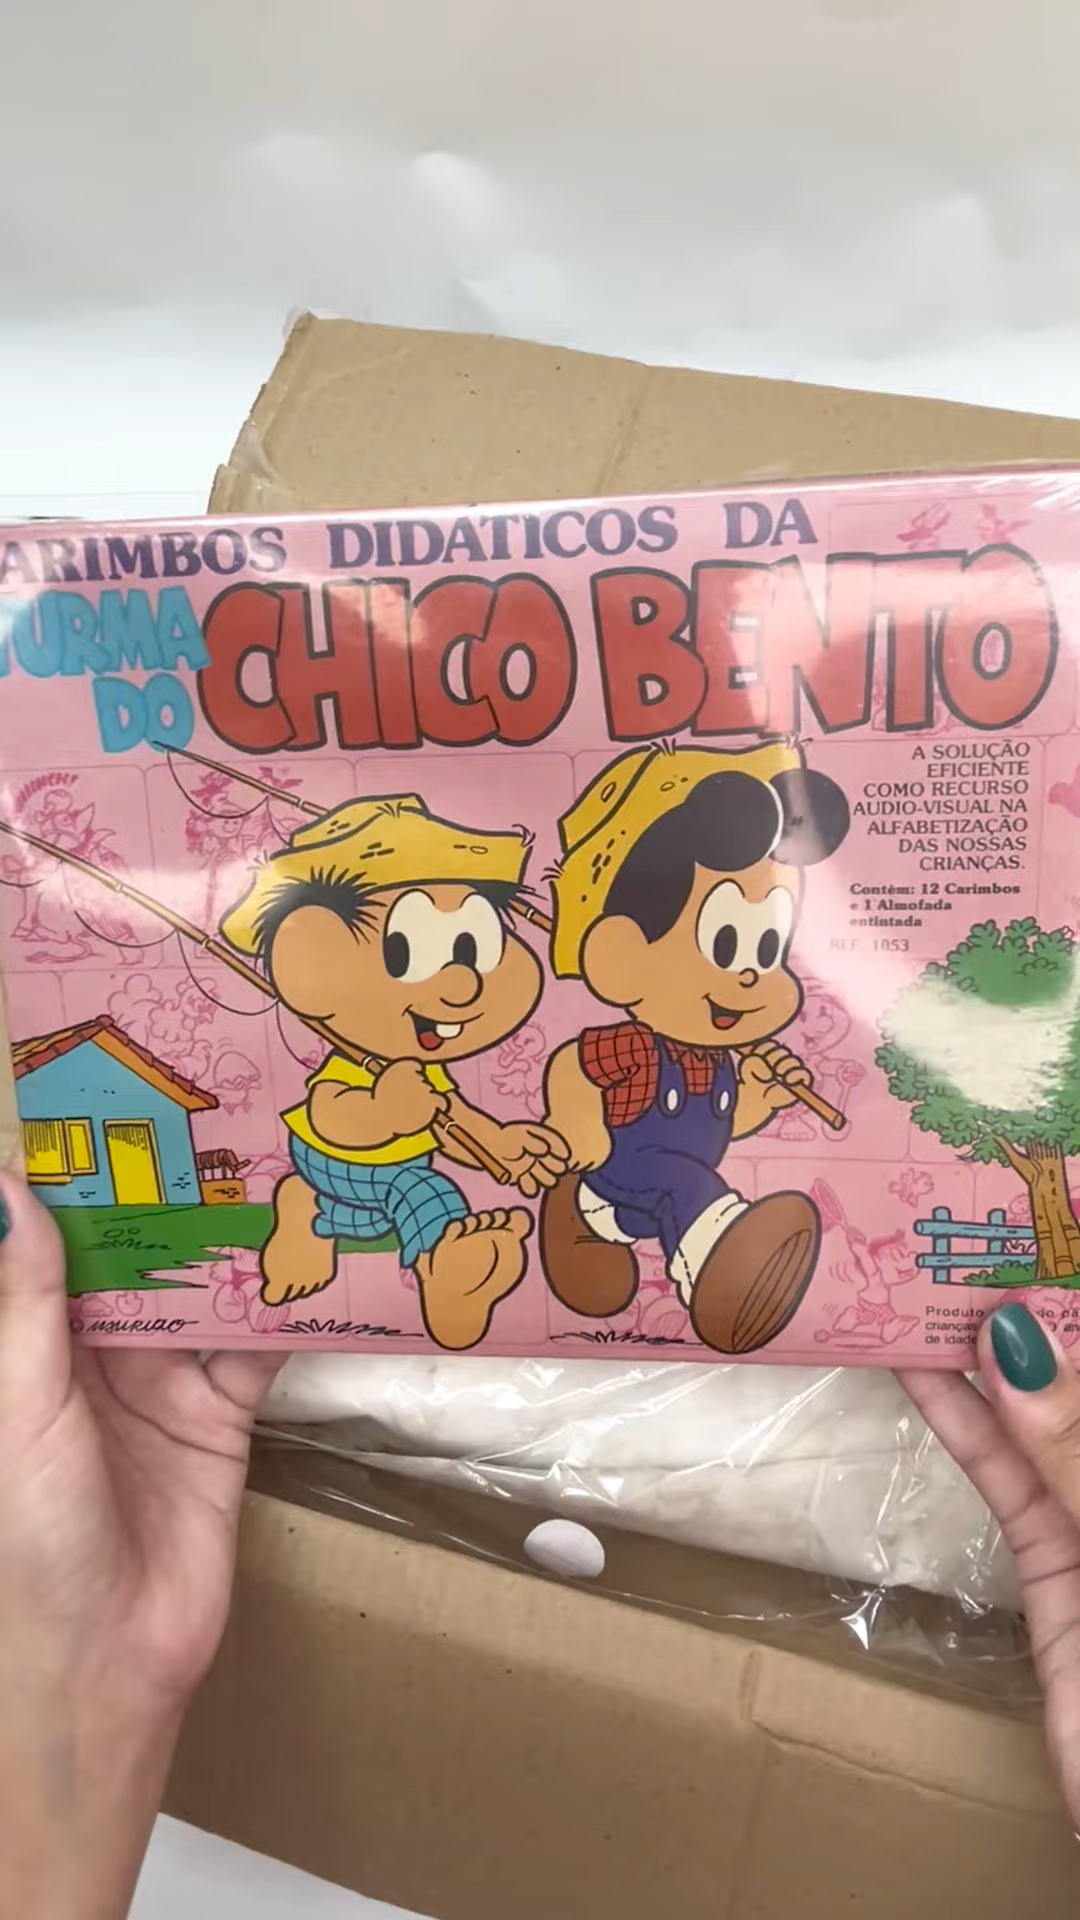 ARIMBOS DIDÁTICOS DA
TURMA
DO
CHICO BENTO
A SOLUÇÃO
EFICIENTE
COMO RECURSO
AUDIO-VISUAL NA
ALFABETIZAÇÃO
DAS NOSSAS
CRIANÇAS.
Contém: 12 Carimbos
e 1 Almofada
entintada
REF. 1053
MAURICIO
Produto
crianças
de idade